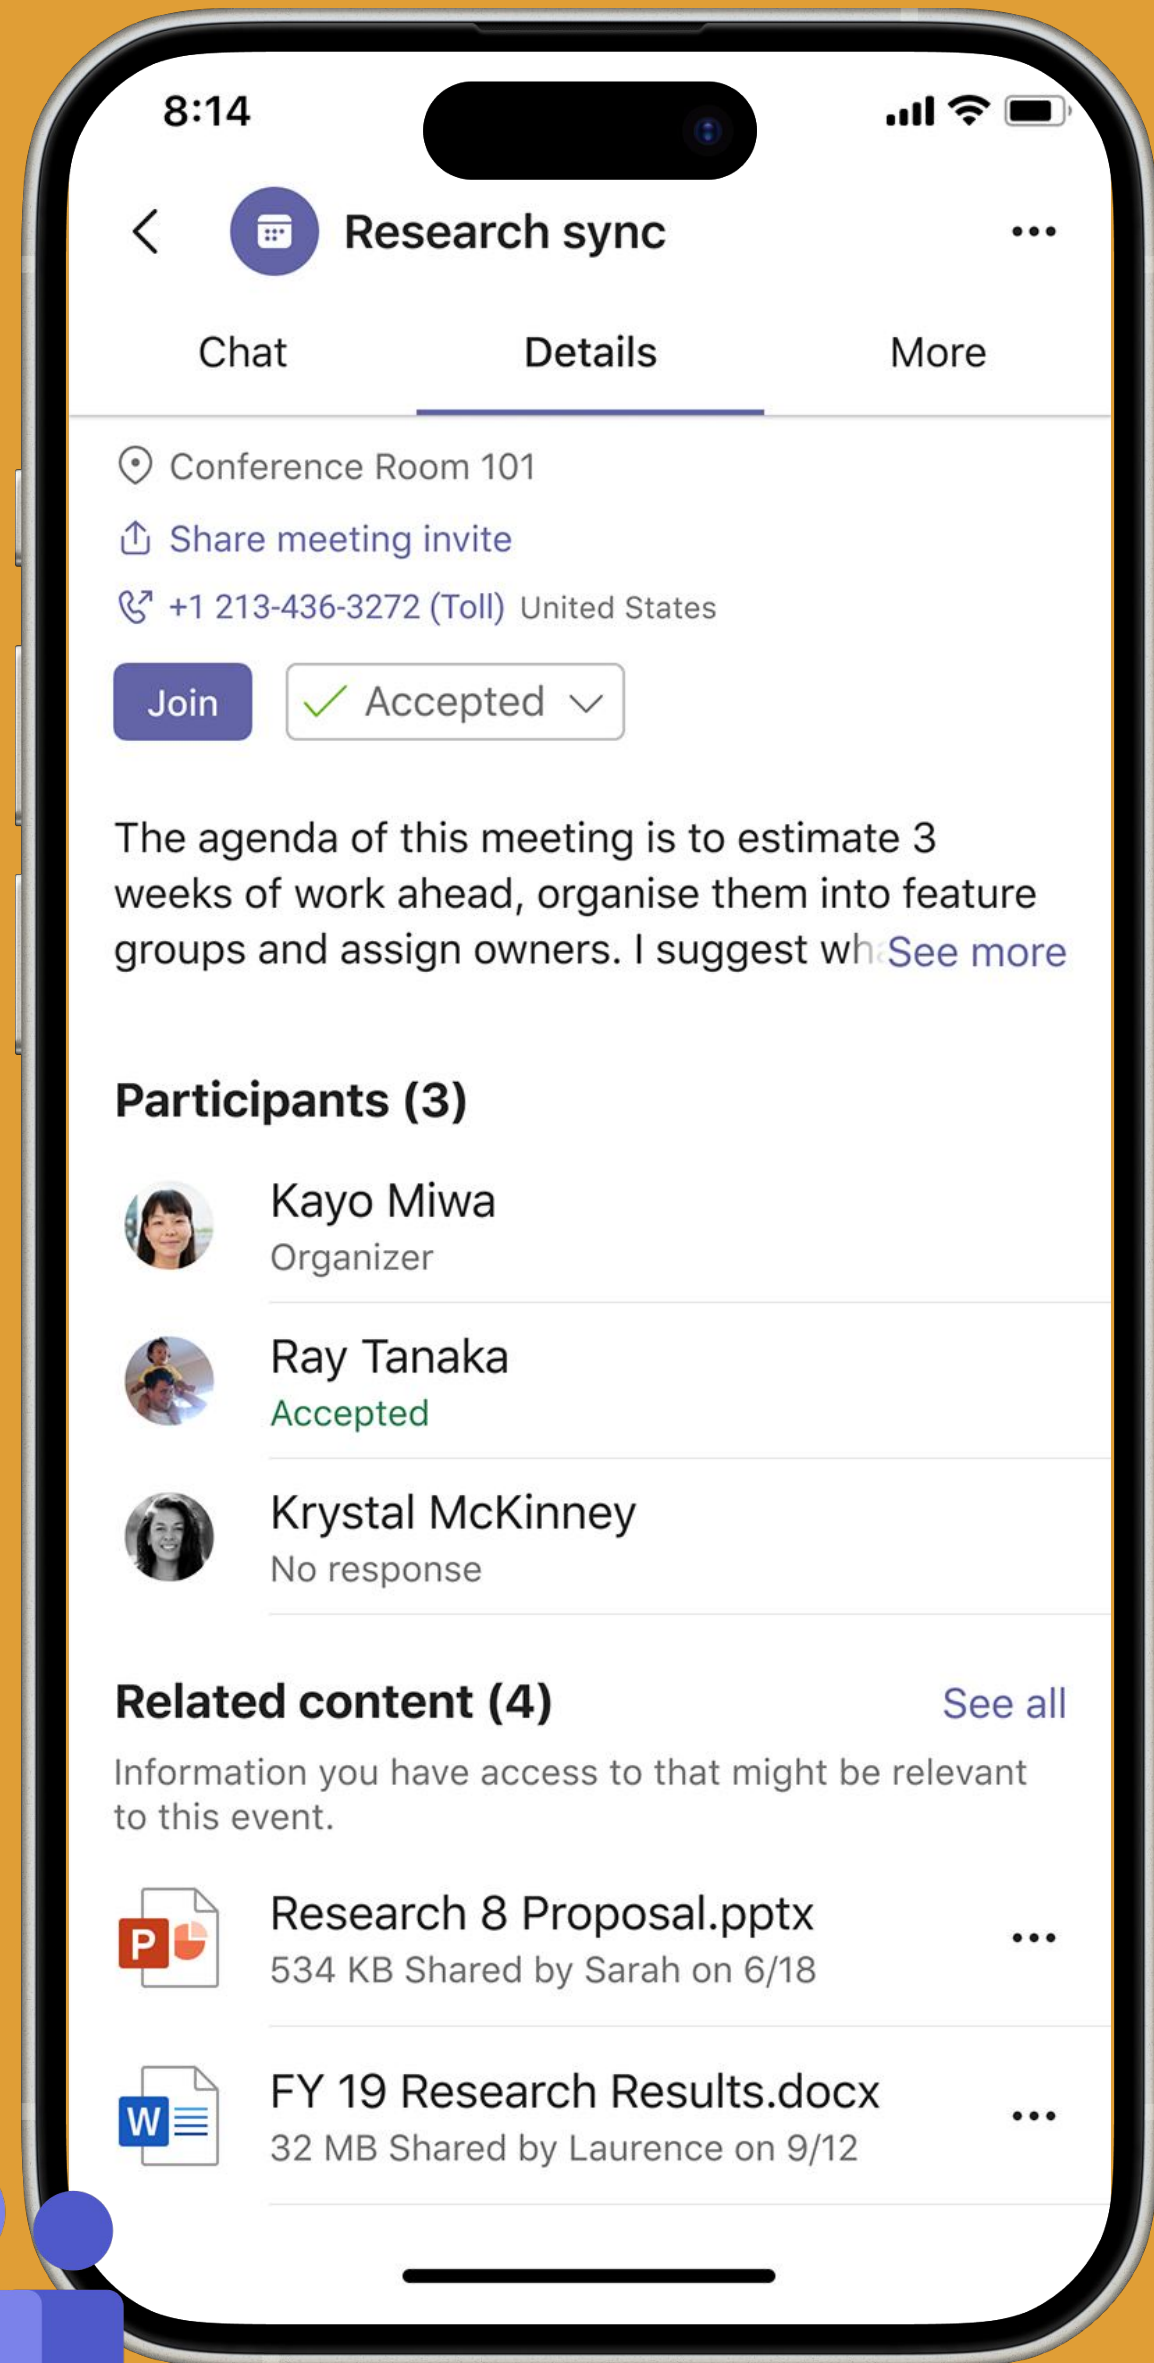 8:14
Research sync
Chat
Details
More
Conference Room 101
Share meeting invite
+1 213-436-3272 (Toll) United States
Join
Accepted
The agenda of this meeting is to estimate 3
weeks of work ahead, organise them into feature
groups and assign owners. I suggest See more
Participants (3)
Kayo Miwa
Organizer
Ray Tanaka
Accepted
Krystal McKinney
No response
Related content (4)
See all
Information you have access to that might be relevant
to this event.
P
Research 8 Proposal.pptx
534 KB Shared by Sarah on 6/18
W
FY 19 Research Results.docx
32 MB Shared by Laurence on 9/12